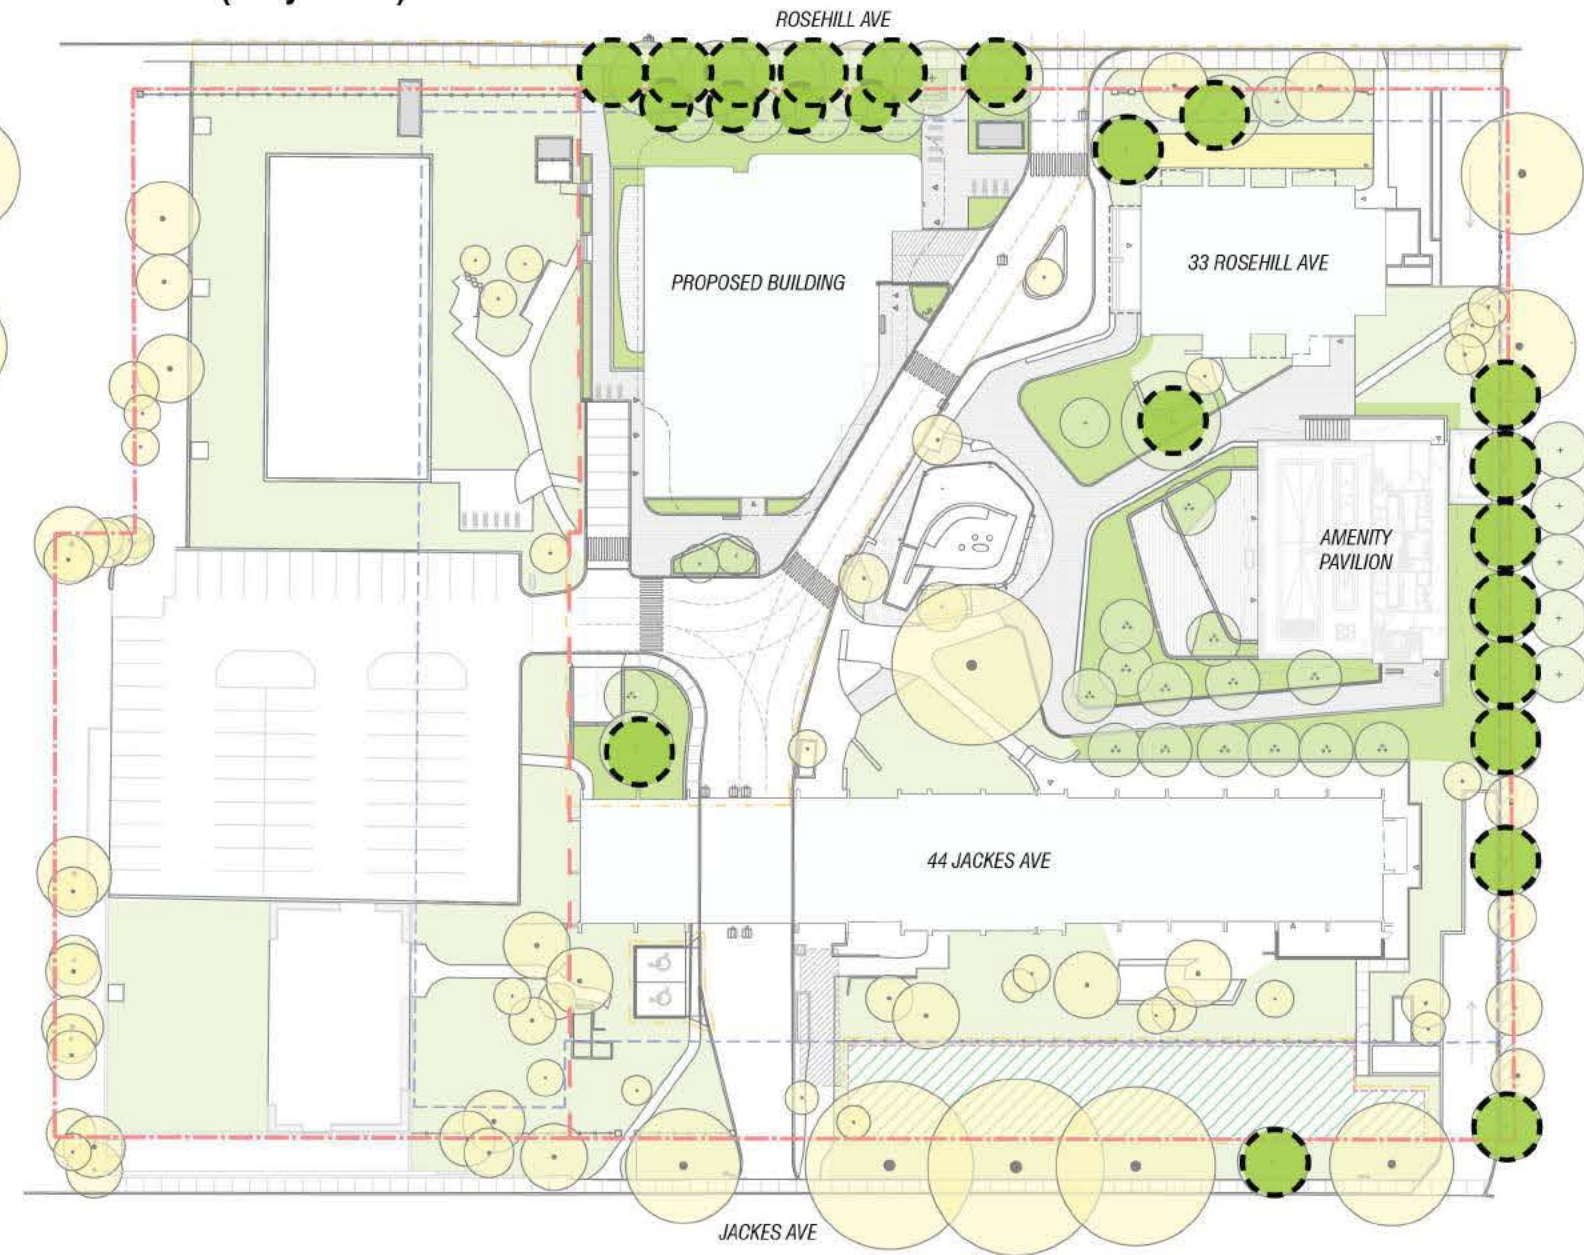 ROSEHILL AVE
PROPOSED BUILDING
33 ROSEHILL AVE
AMENITY
PAVILION
44 JACKES AVE
JACKES AVE